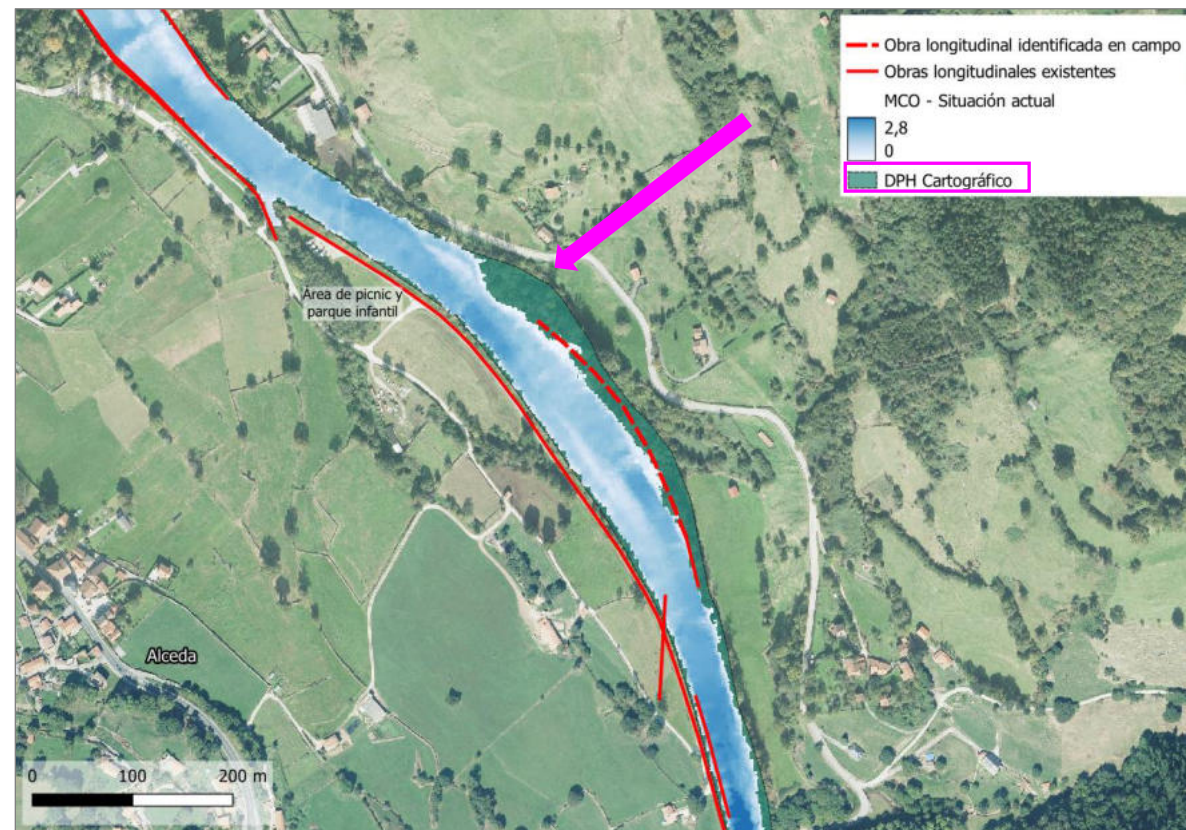 Obra longitudinal identificada en campo
Obras longitudinales existentes
MCO - Situación actual
2,8
0
DPH Cartográfico
Área de picnic y
parque infantil
Alceda
0 100 200 m